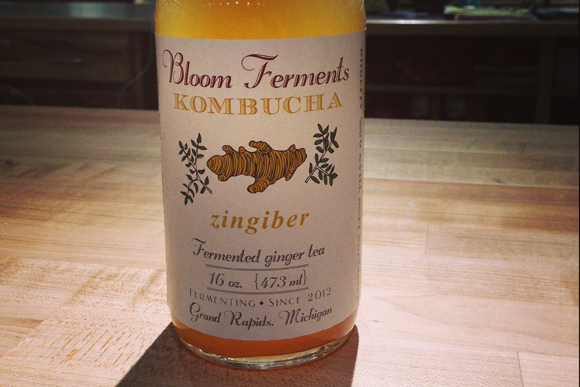 Bloom Ferments
KOMBUCHA
zingiber
Fermented ginger tea
16 oz. {473 ml}
FERMENTING • SINCE 2012
Grand Rapids, Michigan